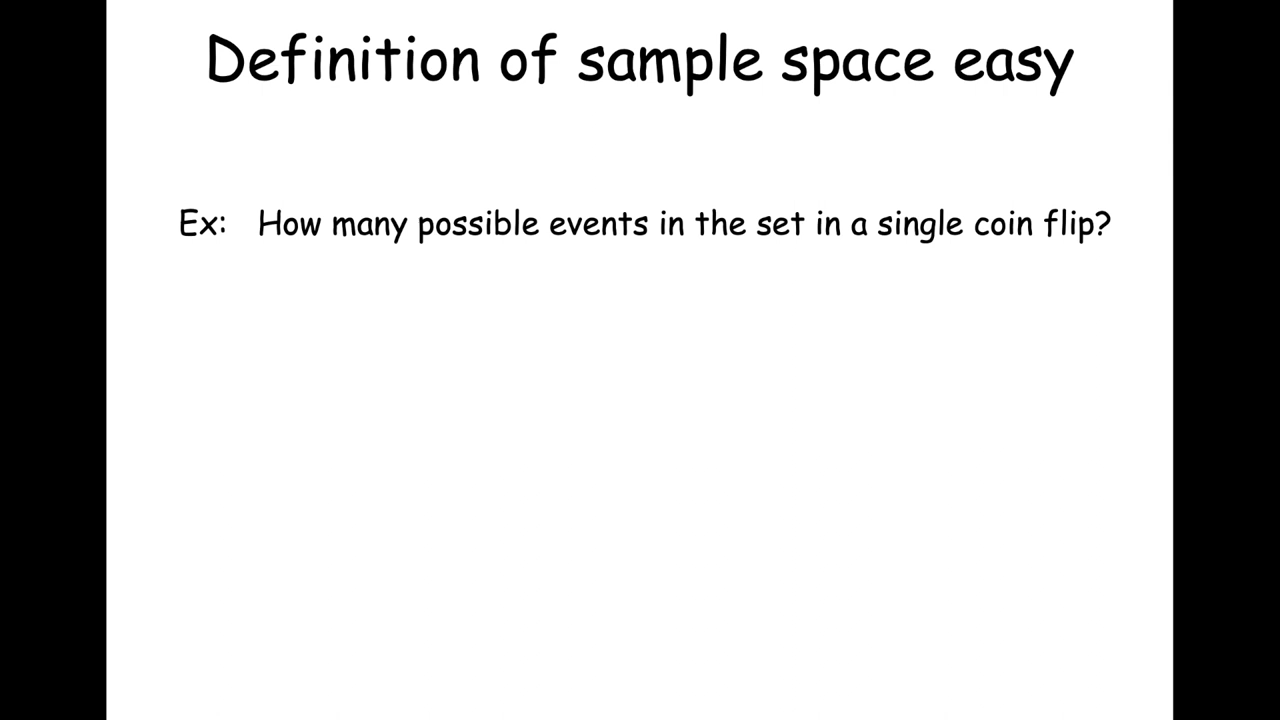 Definition of sample space easy
Ex: How many possible events in the set in a single coin flip?